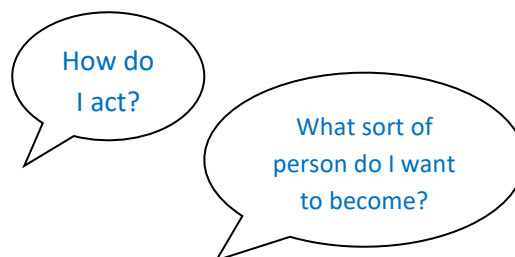 How do
I act?
What sort of
person do I want
to become?